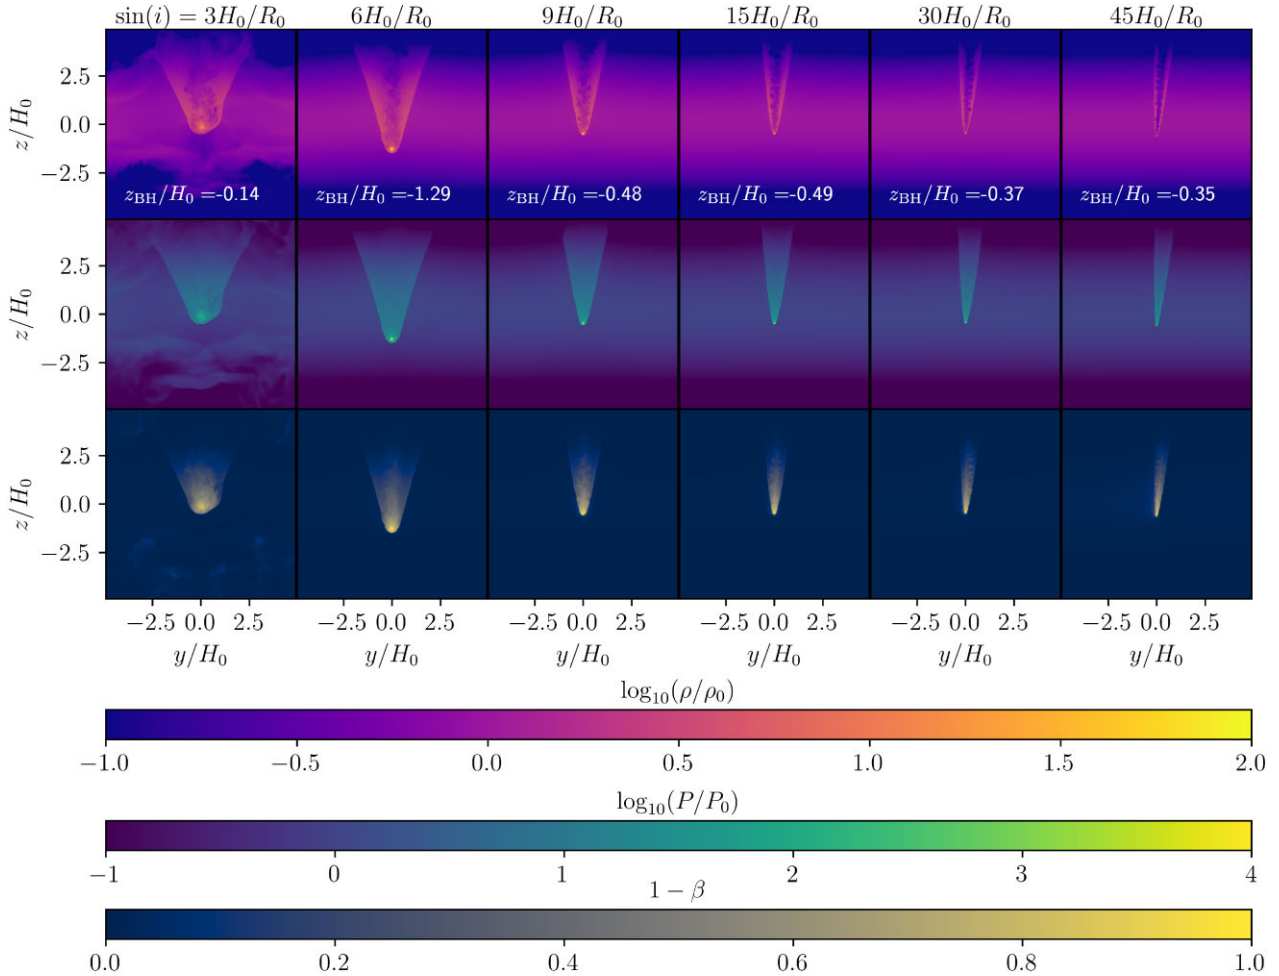 sin(i) = 3H₀/R₀ 6H₀/R₀ 9H₀/R₀ 15H₀/R₀ 30H₀/R₀ 45H₀/R₀
2.5
z/H₀
0.0
−2.5
z_BH/H₀ =-0.14 z_BH/H₀ =-1.29 z_BH/H₀ =-0.48 z_BH/H₀ =-0.49 z_BH/H₀ =-0.37 z_BH/H₀ =-0.35
2.5
z/H₀
0.0
−2.5
2.5
z/H₀
0.0
−2.5
−2.5 0.0 2.5 −2.5 0.0 2.5 −2.5 0.0 2.5 −2.5 0.0 2.5 −2.5 0.0 2.5 −2.5 0.0 2.5
y/H₀ y/H₀ y/H₀ y/H₀ y/H₀ y/H₀
log₁₀(ρ/ρ₀)
−1.0 −0.5 0.0 0.5 1.0 1.5 2.0
log₁₀(P/P₀)
−1 0 1 2 3 4
1 − β
0.0 0.2 0.4 0.6 0.8 1.0